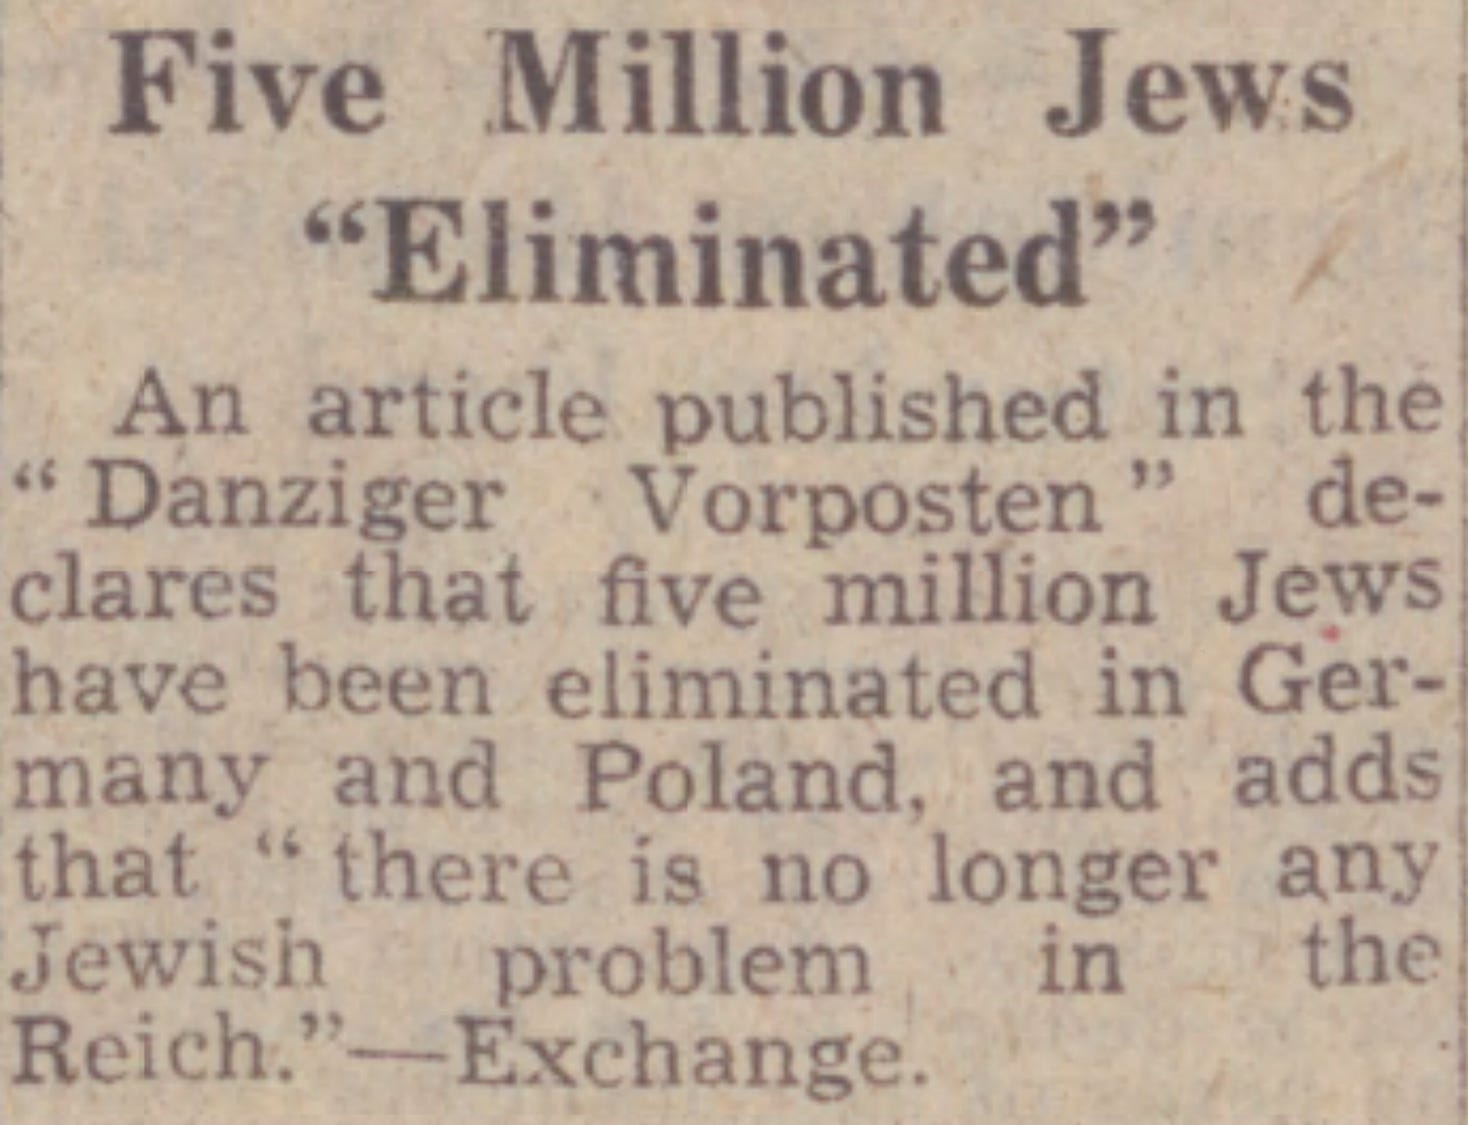 Five Million Jews
“Eliminated”
An article published in the
“ Danziger Vorposten ” de-
clares that five million Jews
have been eliminated in Ger-
many and Poland, and adds
that “ there is no longer any
Jewish problem in the
Reich.”—Exchange.